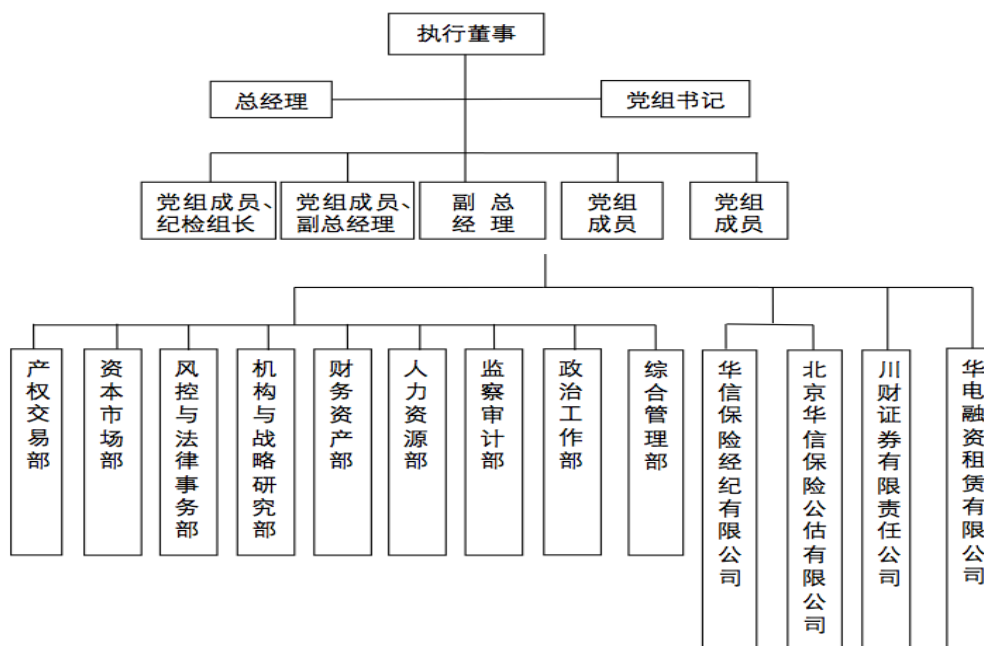 执行董事
总经理
党组书记
党组成员、
纪检组长
党组成员、
副总经理
副 总
经 理
党组
成员
党组
成员
产权交易部
资本市场部
风控与法律事务部
机构与战略研究部
财务资产部
人力资源部
监察审计部
政治工作部
综合管理部
华信保险经纪有限公司
北京华信保险公估有限公司
川财证券有限责任公司
华电融资租赁有限公司